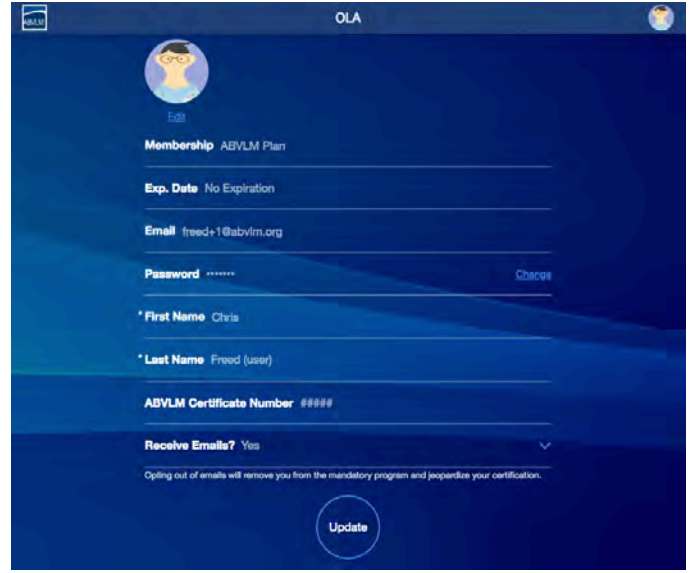 ABVLM
OLA
Edit
Membership ABVLM Plan
Exp. Date No Expiration
Email freed+1@abvlm.org
Password •••••••
Change
* First Name Chris
* Last Name Freed (user)
ABVLM Certificate Number #####
Receive Emails? Yes
Opting out of emails will remove you from the mandatory program and jeopardize your certification.
Update